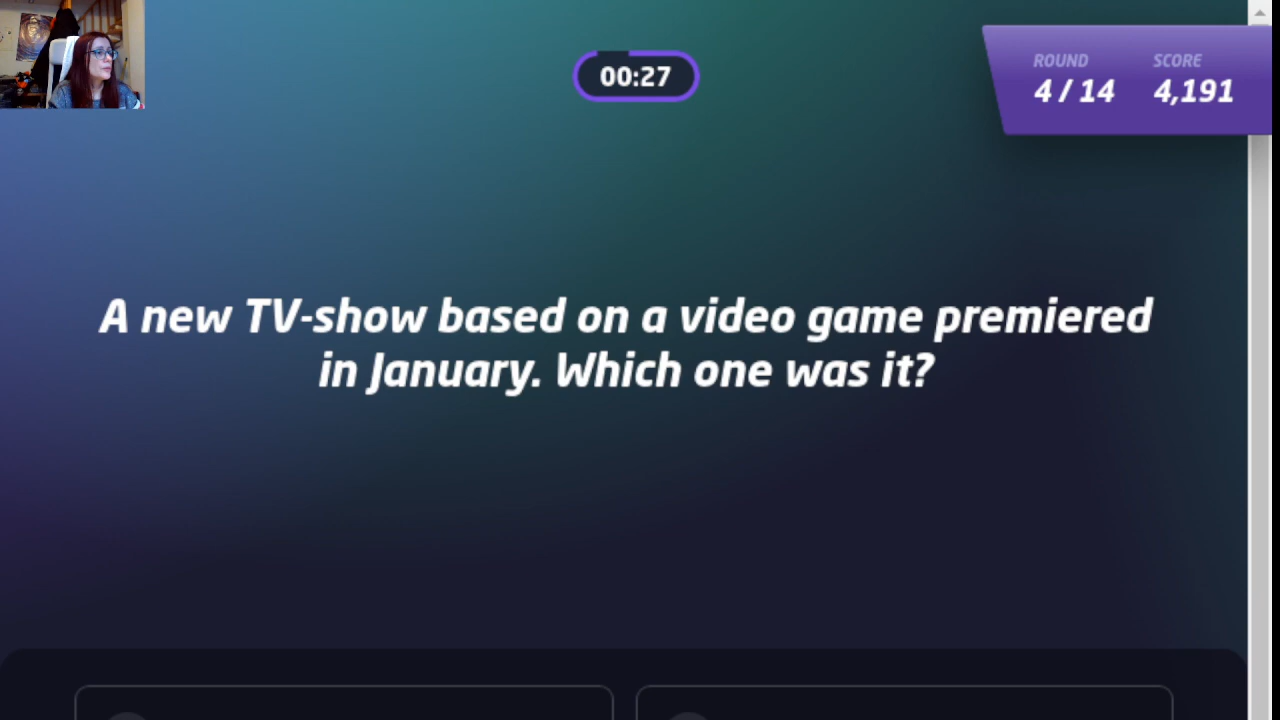 00:27
ROUND SCORE
4 / 14 4,191
A new TV-show based on a video game premiered
in January. Which one was it?